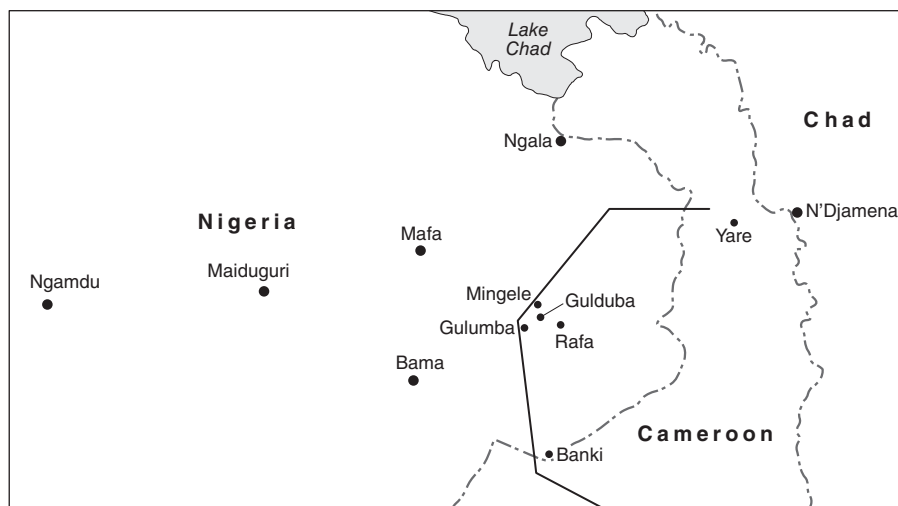 Lake
Chad
Chad
Ngala
N'Djamena
Nigeria
Yare
Mafa
Maiduguri
Ngamdu
Mingele
Gulduba
Gulumba
Rafa
Bama
Cameroon
Banki